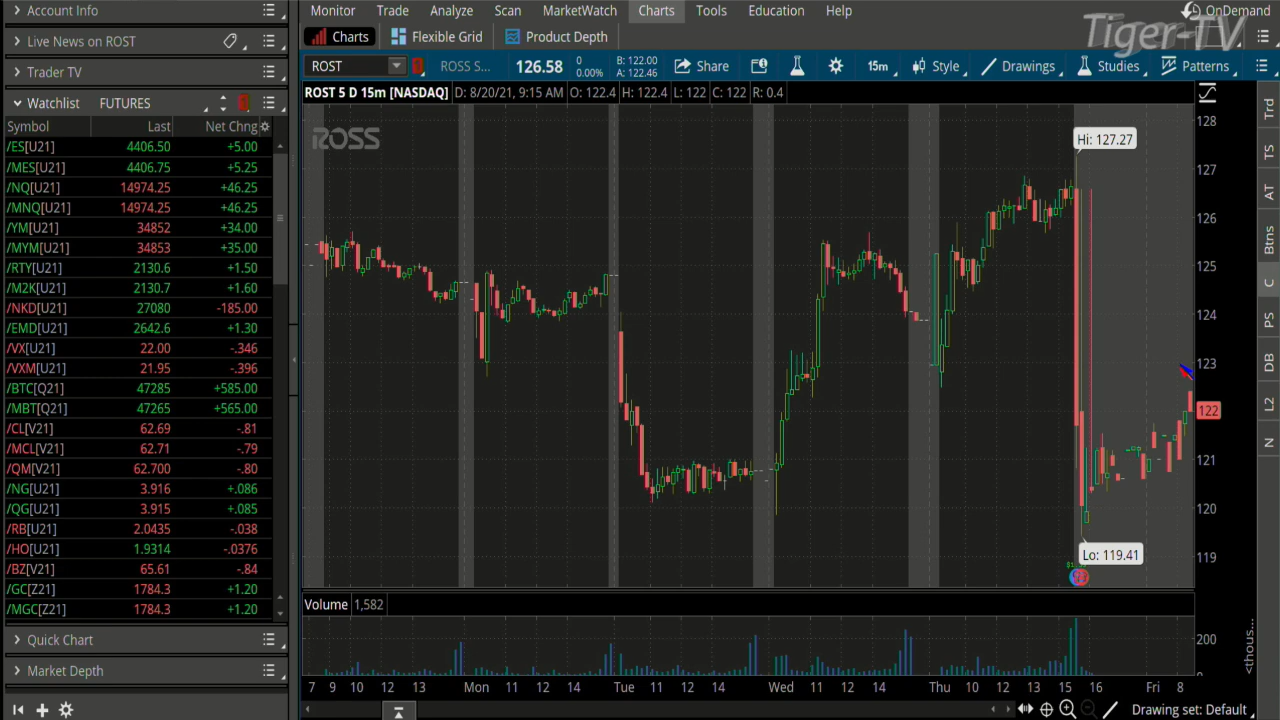 Account Info
Monitor Trade Analyze Scan MarketWatch Charts Tools Education Help OnDemand
Tiger-TV
Live News on ROST
Charts Flexible Grid Product Depth
Trader TV
ROST ROSS S... 126.58 0 0.00% B: 122.00 A: 122.46 Share 15m Style Drawings Studies Patterns
Watchlist FUTURES
ROST 5 D 15m [NASDAQ] D: 8/20/21, 9:15 AM O: 122.4 H: 122.4 L: 122 C: 122 R: 0.4
Symbol Last Net Chng
/ES[U21] 4406.50 +5.00
/MES[U21] 4406.75 +5.25
/NQ[U21] 14974.25 +46.25
/MNQ[U21] 14974.25 +46.25
/YM[U21] 34852 +34.00
/MYM[U21] 34853 +35.00
/RTY[U21] 2130.6 +1.50
/M2K[U21] 2130.7 +1.60
/NKD[U21] 27080 -185.00
/EMD[U21] 2642.6 +1.30
/VX[U21] 22.00 -.346
/VXM[U21] 21.95 -.396
/BTC[Q21] 47285 +585.00
/MBT[Q21] 47265 +565.00
/CL[V21] 62.69 -.81
/MCL[V21] 62.71 -.79
/QM[V21] 62.700 -.80
/NG[U21] 3.916 +.086
/QG[U21] 3.915 +.085
/RB[U21] 2.0435 -.038
/HO[U21] 1.9314 -.0376
/BZ[V21] 65.61 -.84
/GC[Z21] 1784.3 +1.20
/MGC[Z21] 1784.3 +1.20
Quick Chart
Market Depth
ROSS
Hi: 127.27
Lo: 119.41
128
127
126
125
124
123
122
121
120
119
Volume 1,582
200
0
<thous...
7 9 10 12 13 Mon 11 12 14 Tue 11 12 14 Wed 11 12 14 Thu 10 12 13 15 16 Fri 8
Drawing set: Default
Trd
TS
AT
Btns
C
PS
DB
L2
N